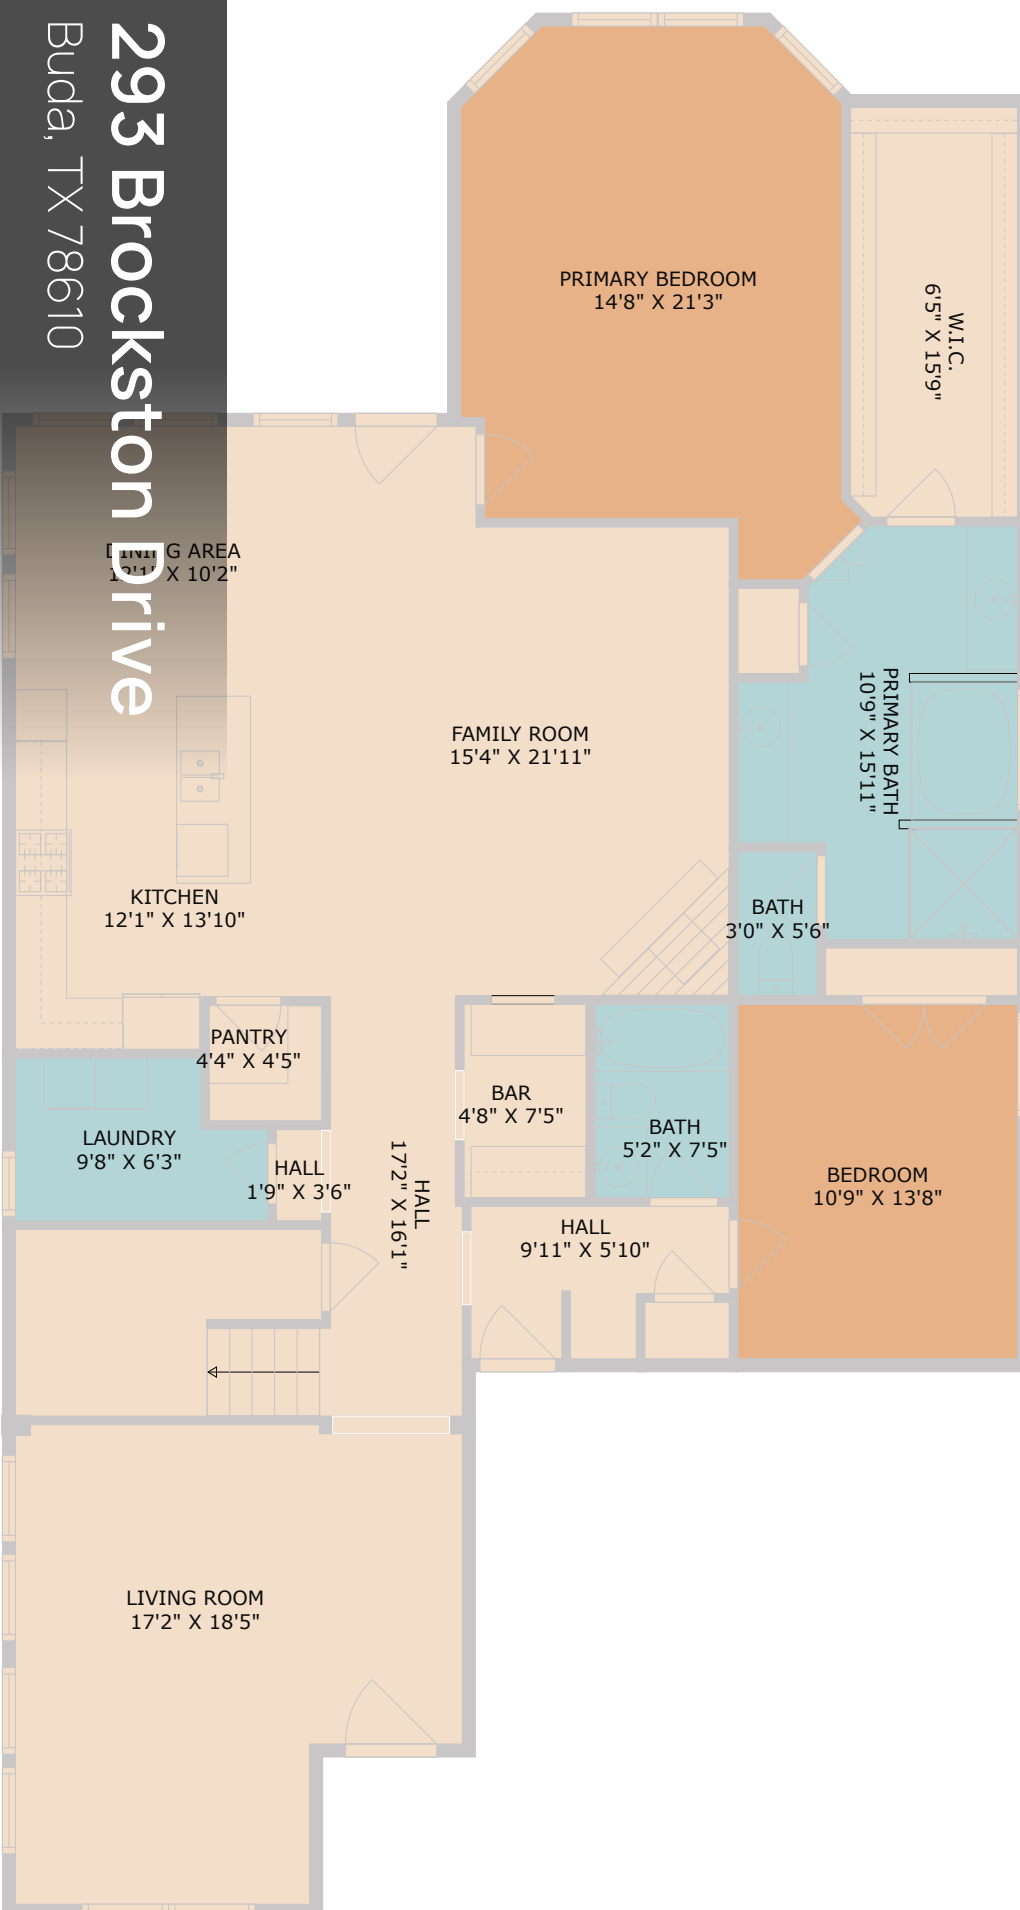 293 Brockston Drive
Buda, TX 78610
PRIMARY BEDROOM
14'8" X 21'3"
W.I.C.
6'5" X 15'9"
DINING AREA
12'1" X 10'2"
FAMILY ROOM
15'4" X 21'11"
PRIMARY BATH
10'9" X 15'11"
KITCHEN
12'1" X 13'10"
BATH
3'0" X 5'6"
PANTRY
4'4" X 4'5"
BAR
4'8" X 7'5"
BATH
5'2" X 7'5"
LAUNDRY
9'8" X 6'3"
HALL
1'9" X 3'6"
HALL
17'2" X 16'1"
BEDROOM
10'9" X 13'8"
HALL
9'11" X 5'10"
LIVING ROOM
17'2" X 18'5"